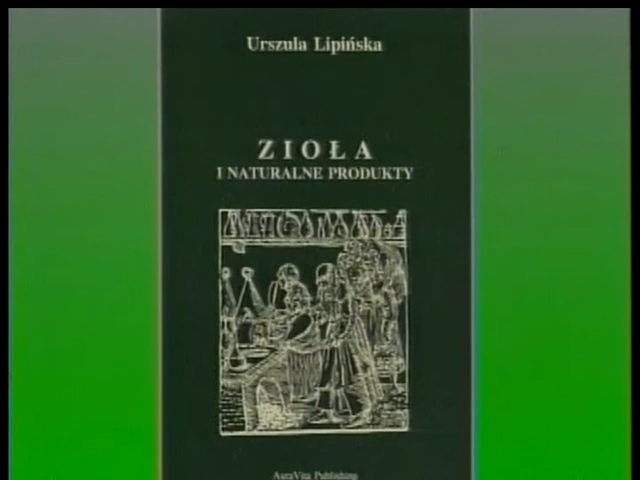 Urszula Lipińska
ZIOŁA
I NATURALNE PRODUKTY
AuraVita Publishing